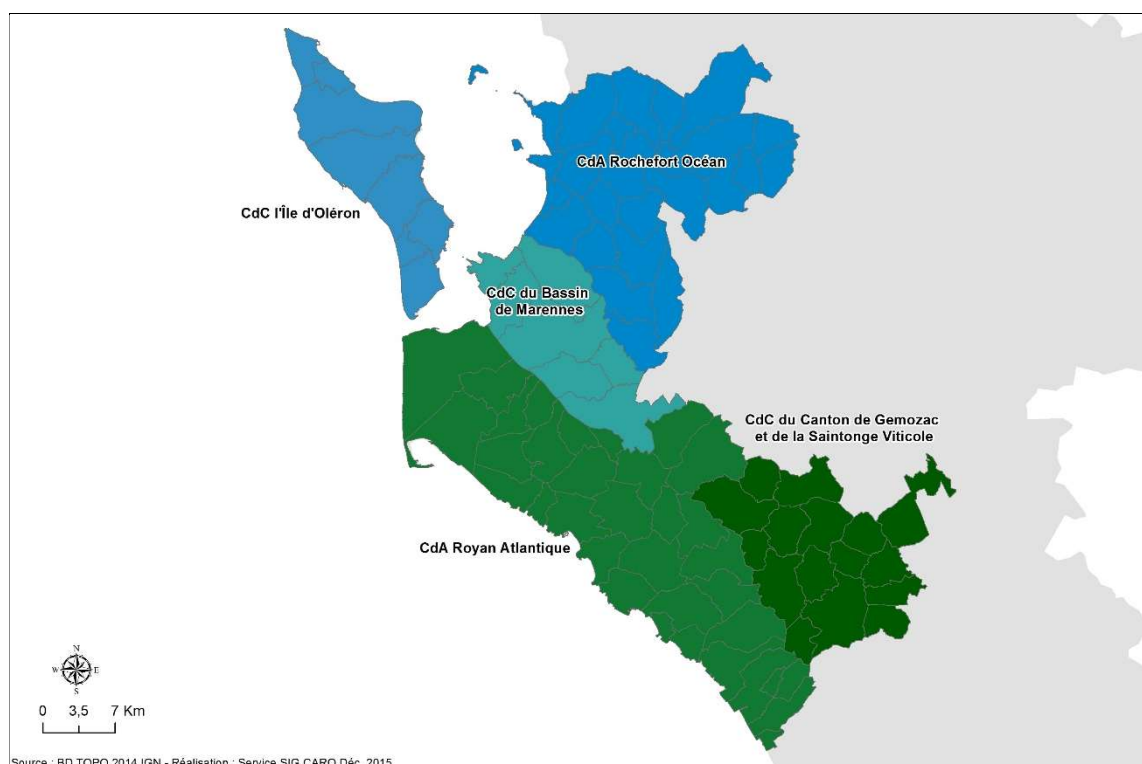 CdA Rochefort Océan
CdC l'Île d'Oléron
CdC du Bassin
de Marennes
CdC du Canton de Gemozac
et de la Saintonge Viticole
CdA Royan Atlantique
N
W E
S
0 3,5 7 Km
Source : BD TOPO 2014 IGN - Réalisation : Service SIG CARO Déc. 2015